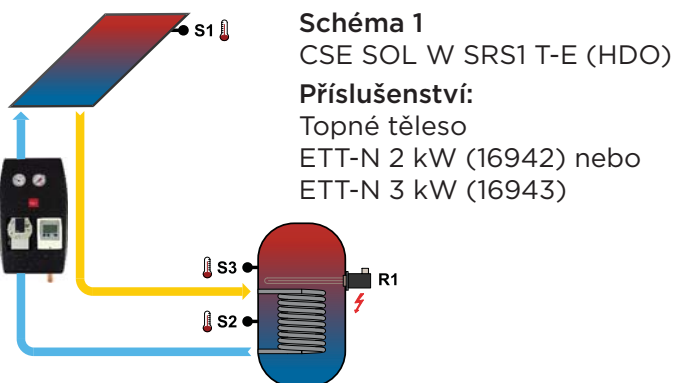 S1
Schéma 1
CSE SOL W SRS1 T-E (HDO)
Příslušenství:
Topné těleso
ETT-N 2 kW (16942) nebo
ETT-N 3 kW (16943)
S3
R1
S2